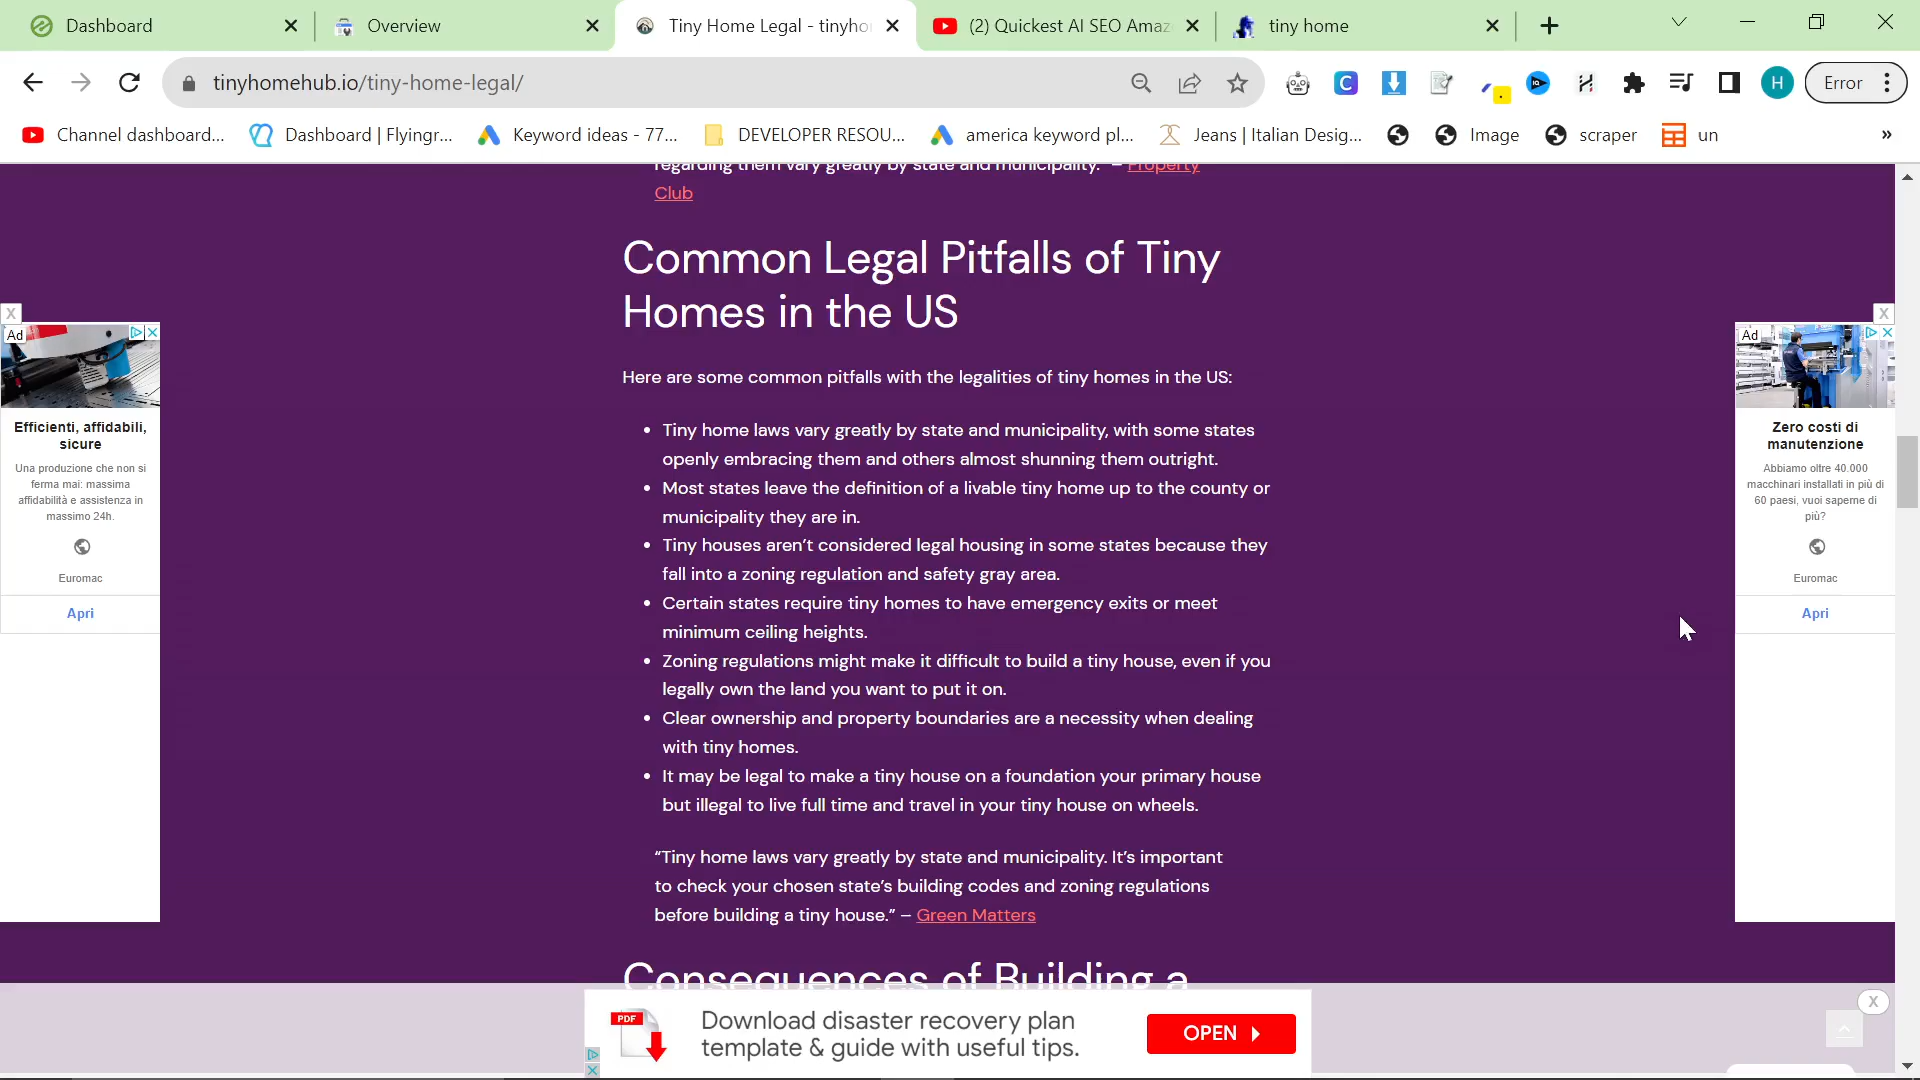 Dashboard
Overview
Tiny Home Legal - tinyho
(2) Quickest AI SEO Amaz
tiny home
tinyhomehub.io/tiny-home-legal/
C
H
Error
Channel dashboard...
Dashboard | Flyingr...
Keyword ideas - 77...
DEVELOPER RESOU...
america keyword pl...
Jeans | Italian Desig...
Image
scraper
un
»
regarding them vary greatly by state and municipality." – Property
Club
Common Legal Pitfalls of Tiny
Homes in the US
Here are some common pitfalls with the legalities of tiny homes in the US:
• Tiny home laws vary greatly by state and municipality, with some states
openly embracing them and others almost shunning them outright.
• Most states leave the definition of a livable tiny home up to the county or
municipality they are in.
• Tiny houses aren't considered legal housing in some states because they
fall into a zoning regulation and safety gray area.
• Certain states require tiny homes to have emergency exits or meet
minimum ceiling heights.
• Zoning regulations might make it difficult to build a tiny house, even if you
legally own the land you want to put it on.
• Clear ownership and property boundaries are a necessity when dealing
with tiny homes.
• It may be legal to make a tiny house on a foundation your primary house
but illegal to live full time and travel in your tiny house on wheels.
"Tiny home laws vary greatly by state and municipality. It's important
to check your chosen state's building codes and zoning regulations
before building a tiny house." – Green Matters
Consequences of Building a
X
Ad
Efficienti, affidabili,
sicure
Una produzione che non si
ferma mai: massima
affidabilità e assistenza in
massimo 24h.
Euromac
Apri
X
Ad
Zero costi di
manutenzione
Abbiamo oltre 40.000
macchinari installati in più di
60 paesi, vuoi saperne di
più?
Euromac
Apri
PDF
Download disaster recovery plan
template & guide with useful tips.
OPEN
X